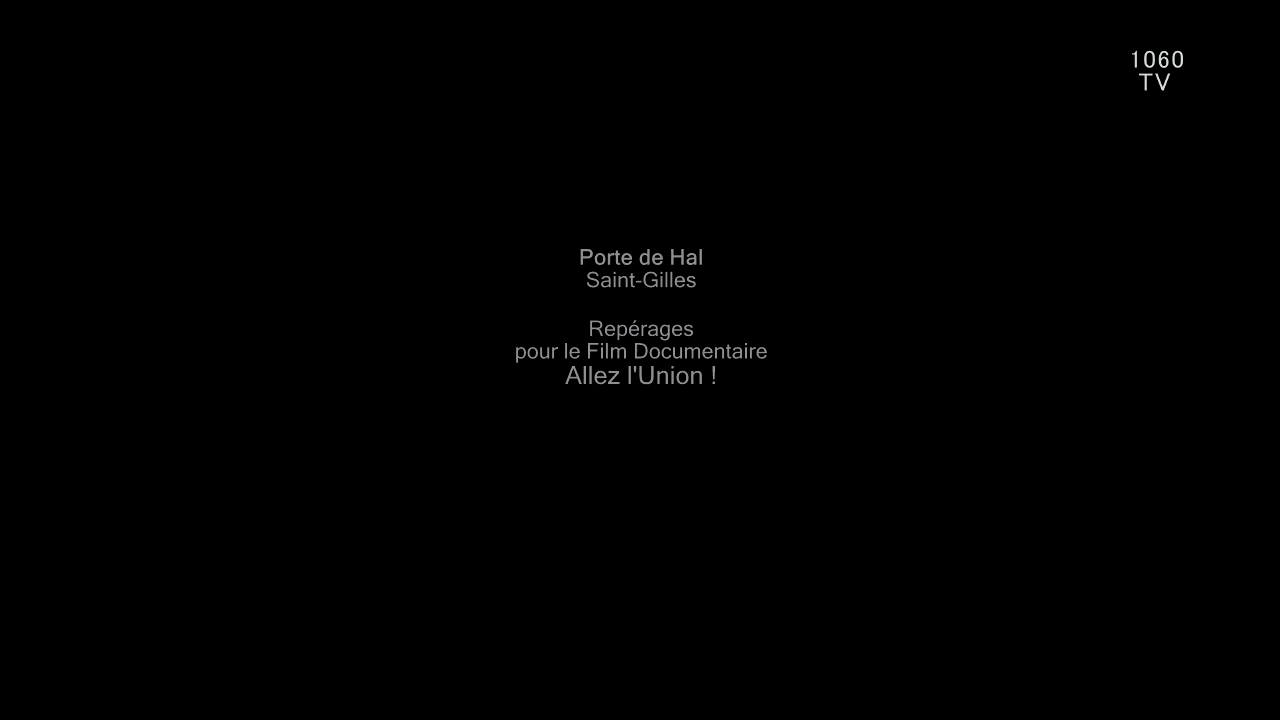 1060
TV
Porte de Hal
Saint-Gilles
Repérages
pour le Film Documentaire
Allez l'Union !